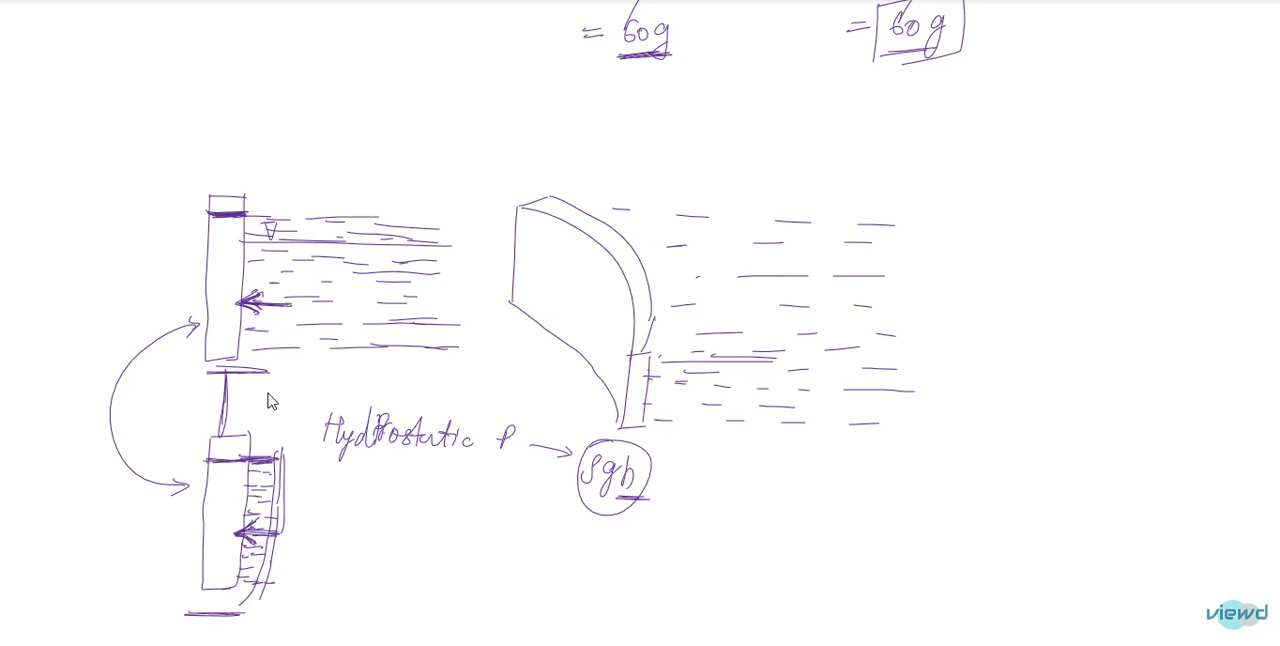 = 60g = 60g
Hydrostatic P → ρgh
viewd